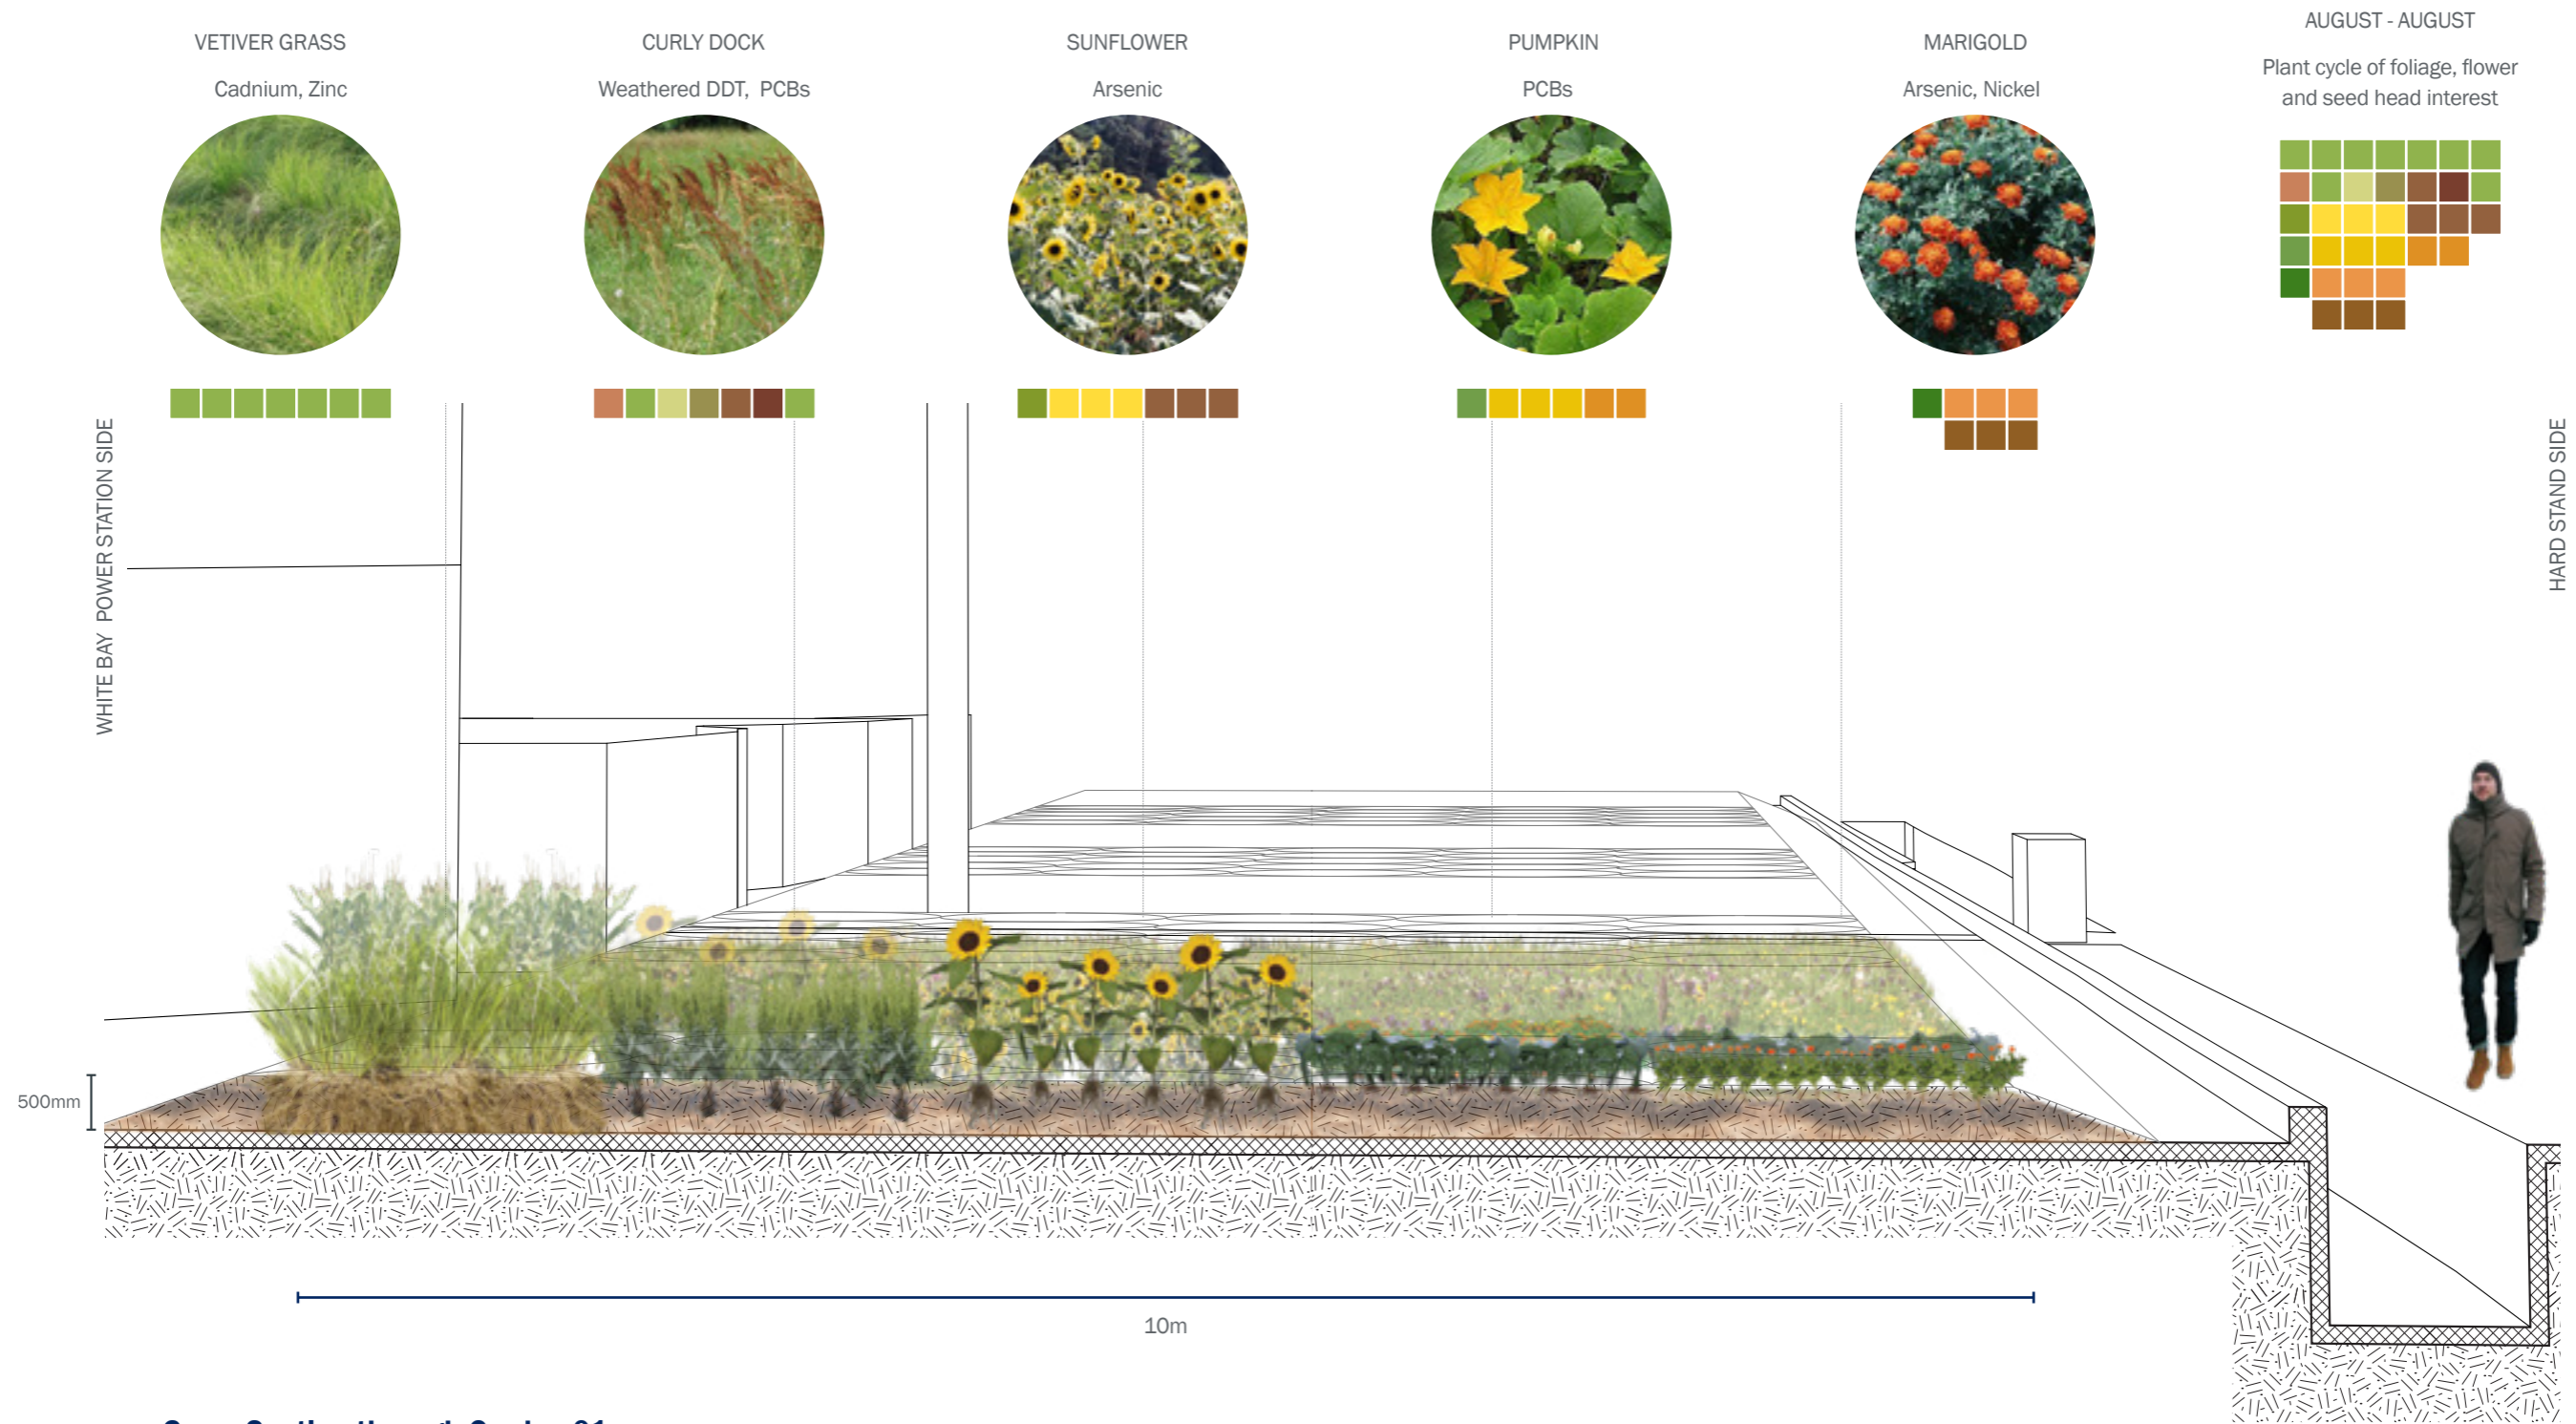 VETIVER GRASS
Cadnium, Zinc
CURLY DOCK
Weathered DDT, PCBs
SUNFLOWER
Arsenic
PUMPKIN
PCBs
MARIGOLD
Arsenic, Nickel
AUGUST - AUGUST
Plant cycle of foliage, flower
and seed head interest
WHITE BAY POWER STATION SIDE
HARD STAND SIDE
500mm
10m